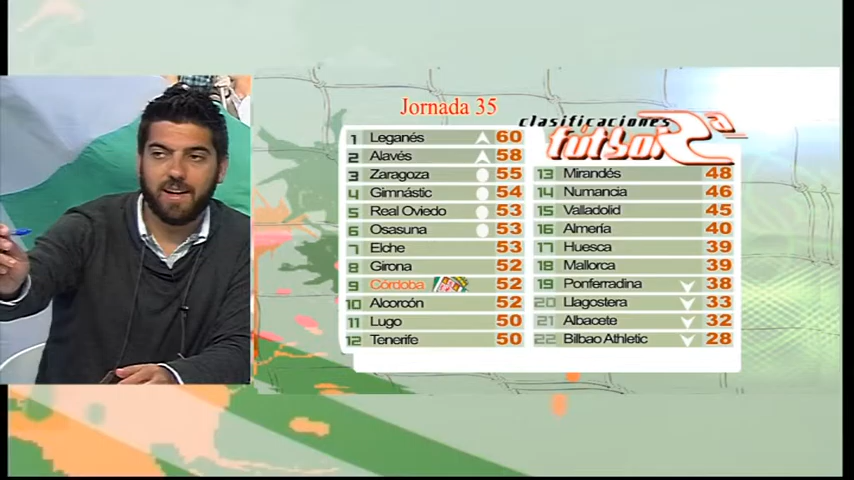 Jornada 35
clasificaciones
fútbol 2ª
1 Leganés 60
2 Alavés 58
3 Zaragoza 55
4 Gimnástic 54
5 Real Oviedo 53
6 Osasuna 53
7 Elche 53
8 Girona 52
9 Córdoba 52
10 Alcorcón 52
11 Lugo 50
12 Tenerife 50
13 Mirandés 48
14 Numancia 46
15 Valladolid 45
16 Almería 40
17 Huesca 39
18 Mallorca 39
19 Ponferradina 38
20 Llagostera 33
21 Albacete 32
22 Bilbao Athletic 28